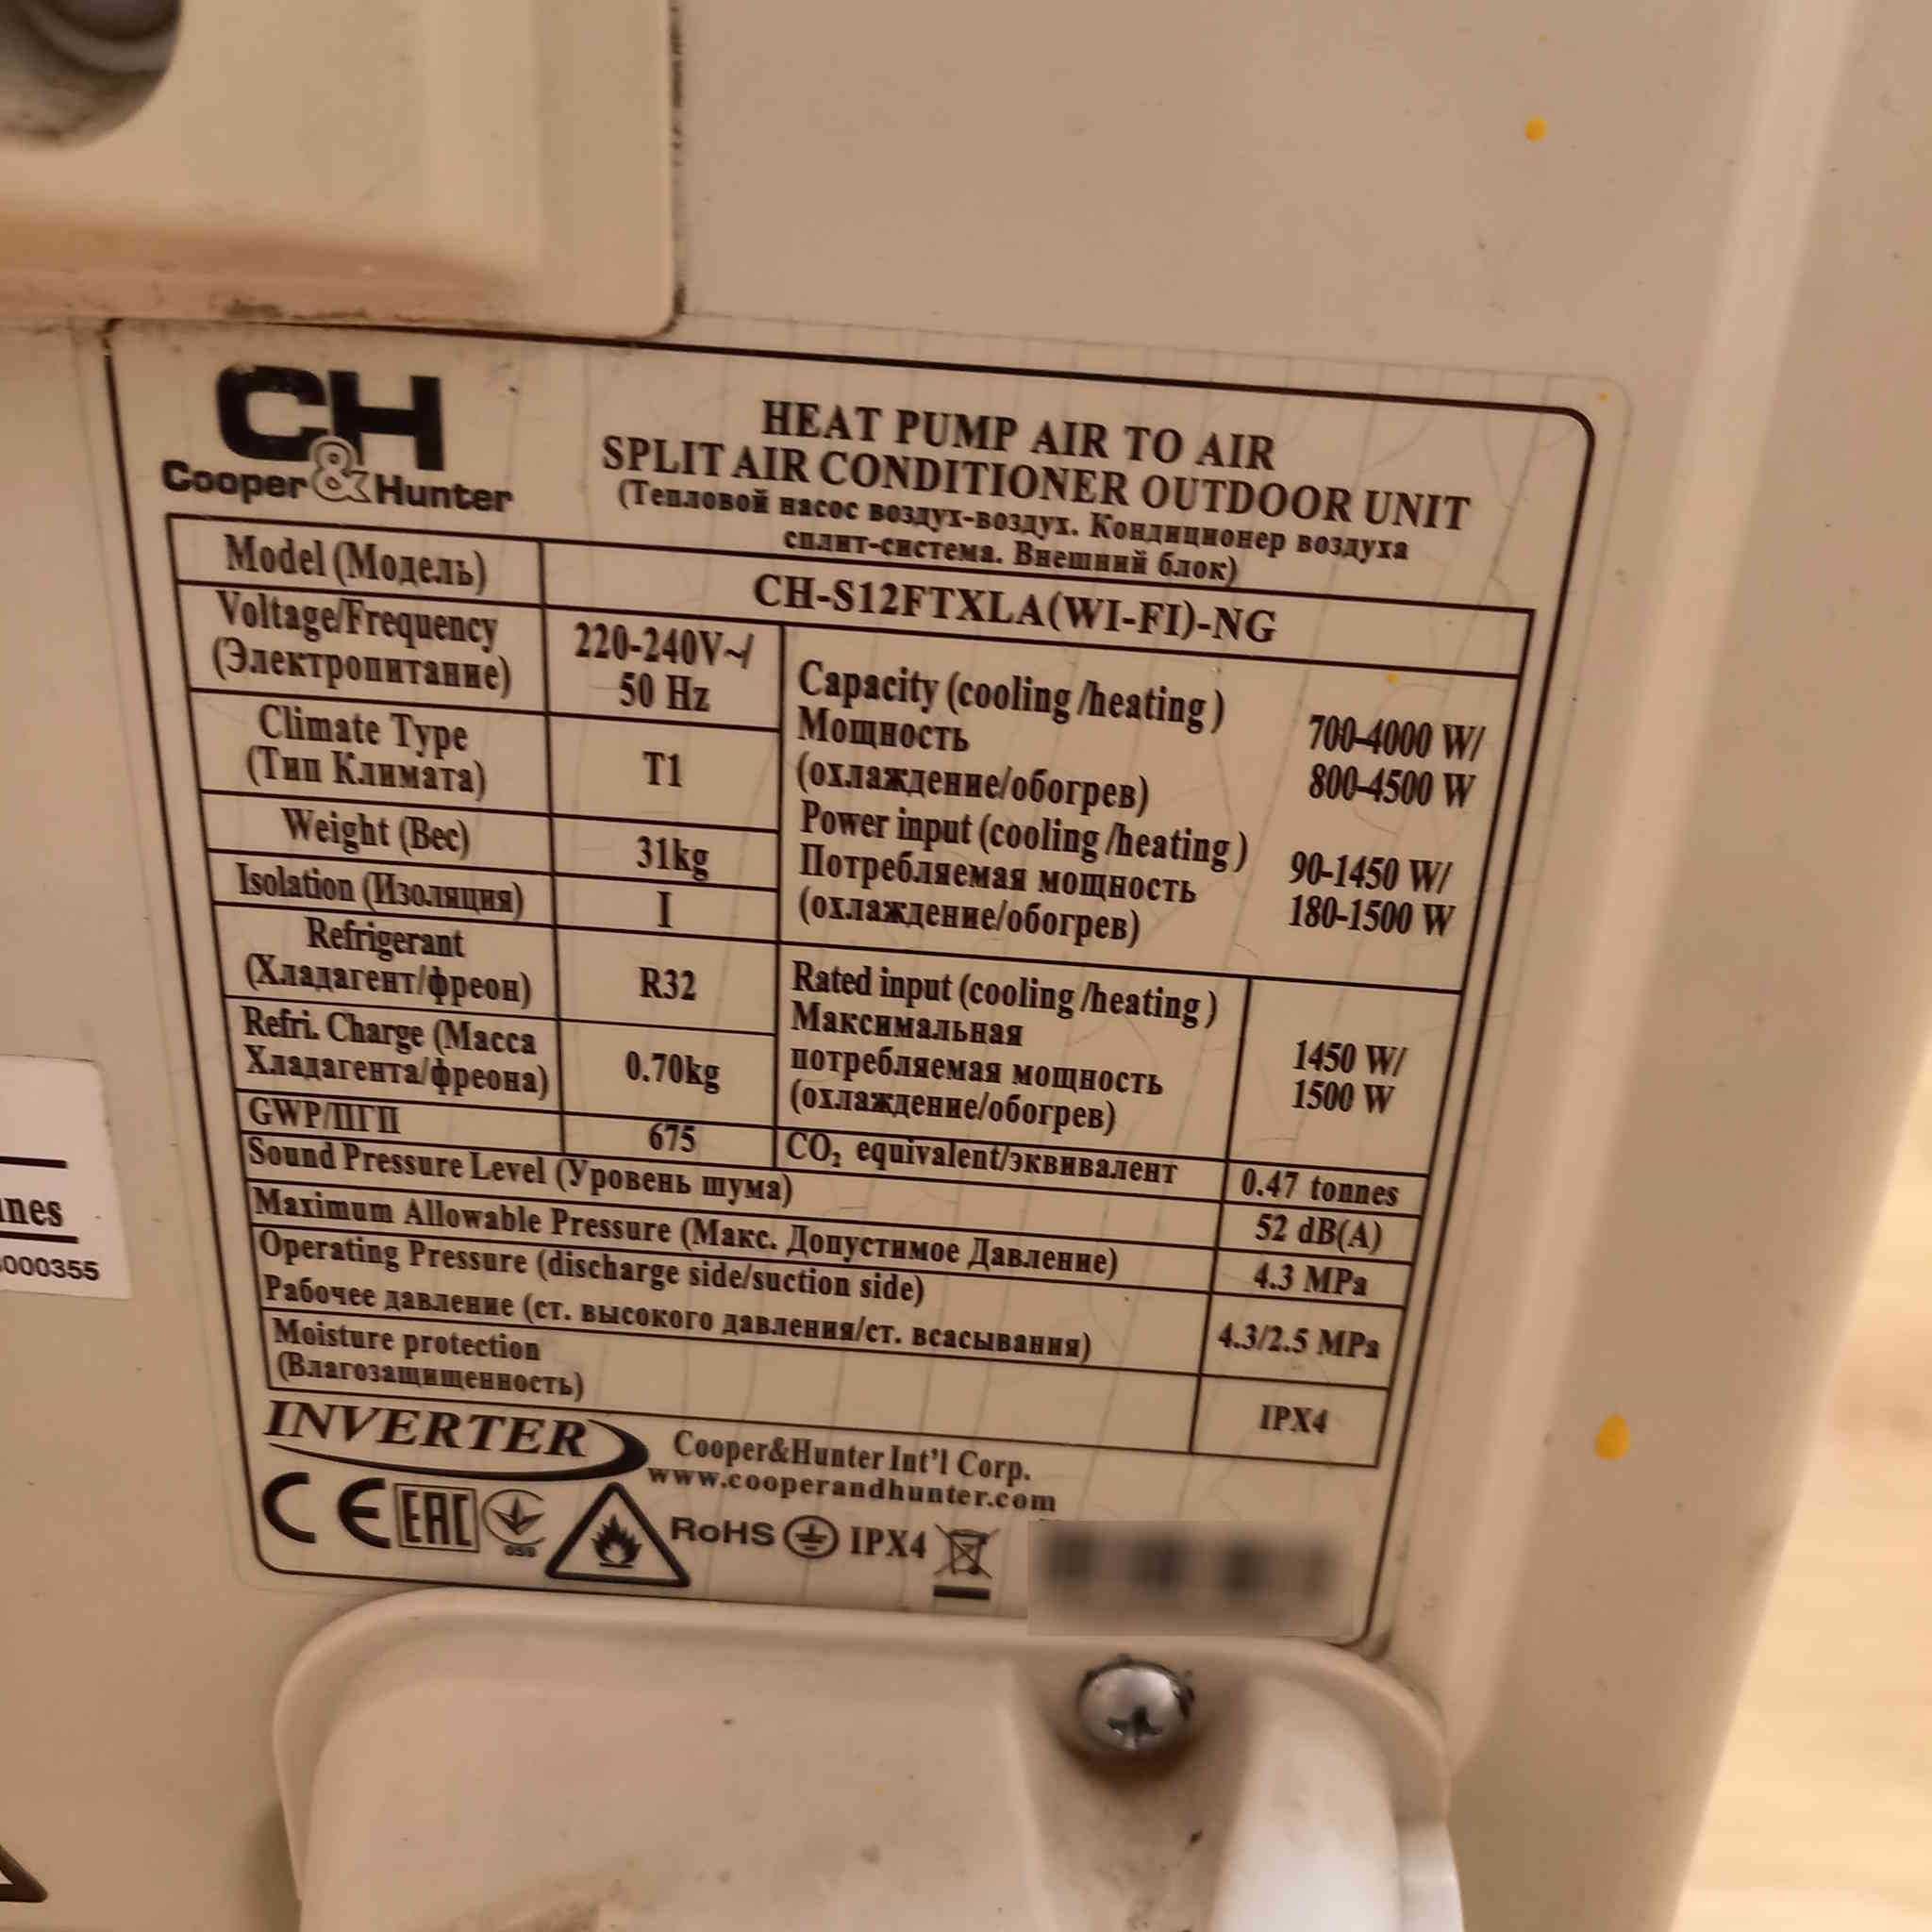 CH
Cooper & Hunter
HEAT PUMP AIR TO AIR
SPLIT AIR CONDITIONER OUTDOOR UNIT
(Тепловой насос воздух-воздух. Кондиционер воздуха
сплит-система. Внешний блок)
Model (Модель)
CH-S12FTXLA(WI-FI)-NG
Voltage/Frequency
(Электропитание)
220-240V~/
50 Hz
Climate Type
(Тип Климата)
T1
Weight (Вес)
31kg
Isolation (Изоляция)
I
Refrigerant
(Хладагент/фреон)
R32
Refri. Charge (Масса
Хладагента/фреона)
0.70kg
GWP/ПГП
675
Capacity (cooling /heating )
Мощность
(охлаждение/обогрев)
700-4000 W/
800-4500 W
Power input (cooling /heating )
Потребляемая мощность
(охлаждение/обогрев)
90-1450 W/
180-1500 W
Rated input (cooling /heating )
Максимальная
потребляемая мощность
(охлаждение/обогрев)
1450 W/
1500 W
CO₂ equivalent/эквивалент
0.47 tonnes
Sound Pressure Level (Уровень шума)
52 dB(A)
Maximum Allowable Pressure (Макс. Допустимое Давление)
4.3 MPa
Operating Pressure (discharge side/suction side)
Рабочее давление (ст. высокого давления/ст. всасывания)
4.3/2.5 MPa
Moisture protection
(Влагозащищенность)
IPX4
INVERTER
Cooper&Hunter Int'l Corp.
www.cooperandhunter.com
CE EAC RoHS IPX4
000355